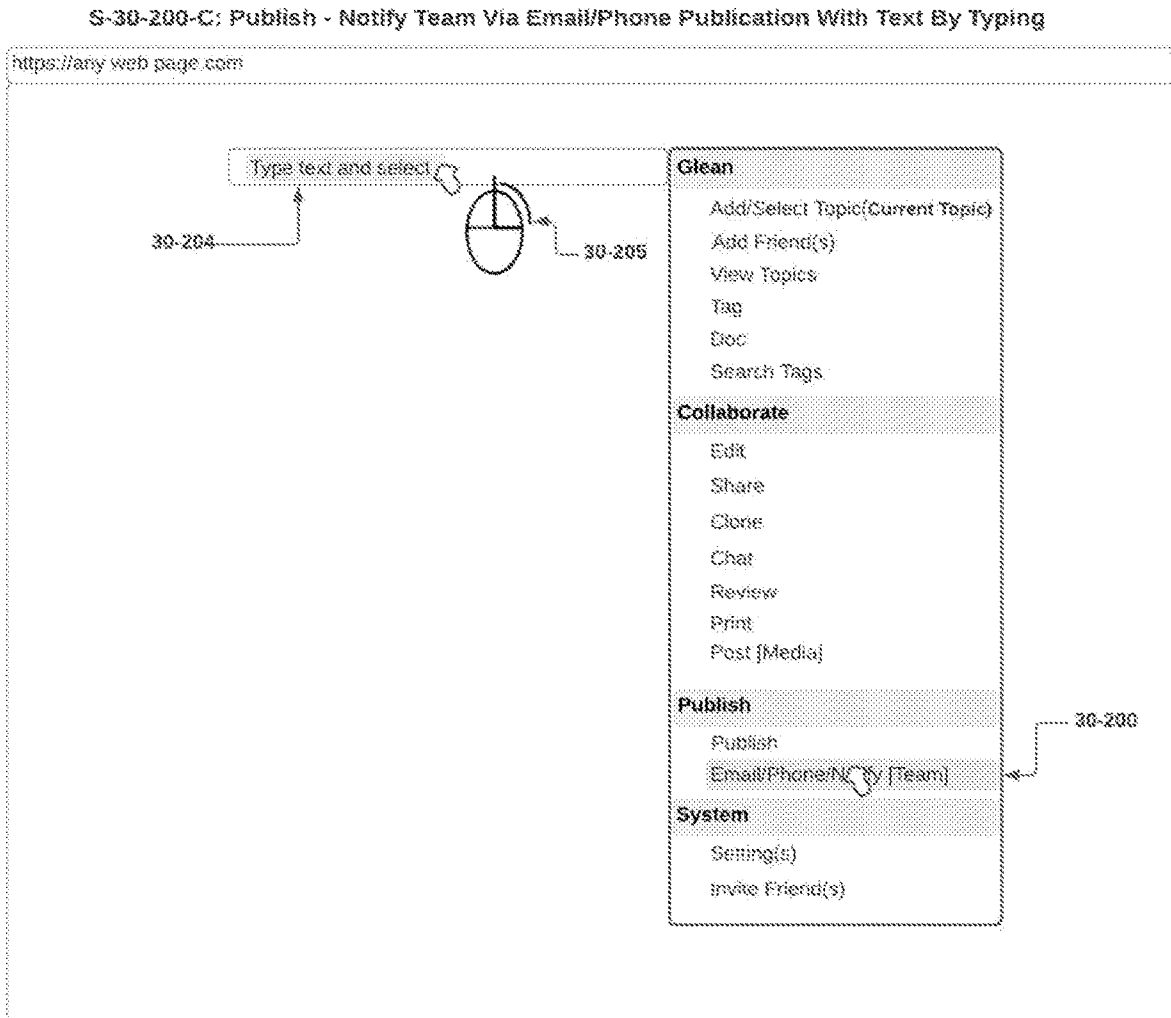 S-30-200-C: Publish - Notify Team Via Email/Phone Publication With Text By Typing
https://any web page.com
Type text and select
30-204
30-205
Glean
Add/Select Topic(Current Topic)
Add Friend(s)
View Topics
Tag
Doc
Search Tags
Collaborate
Edit
Share
Clone
Chat
Review
Print
Post [Media]
Publish
30-200
Publish
Email/Phone/Notify [Team]
System
Setting(s)
Invite Friend(s)